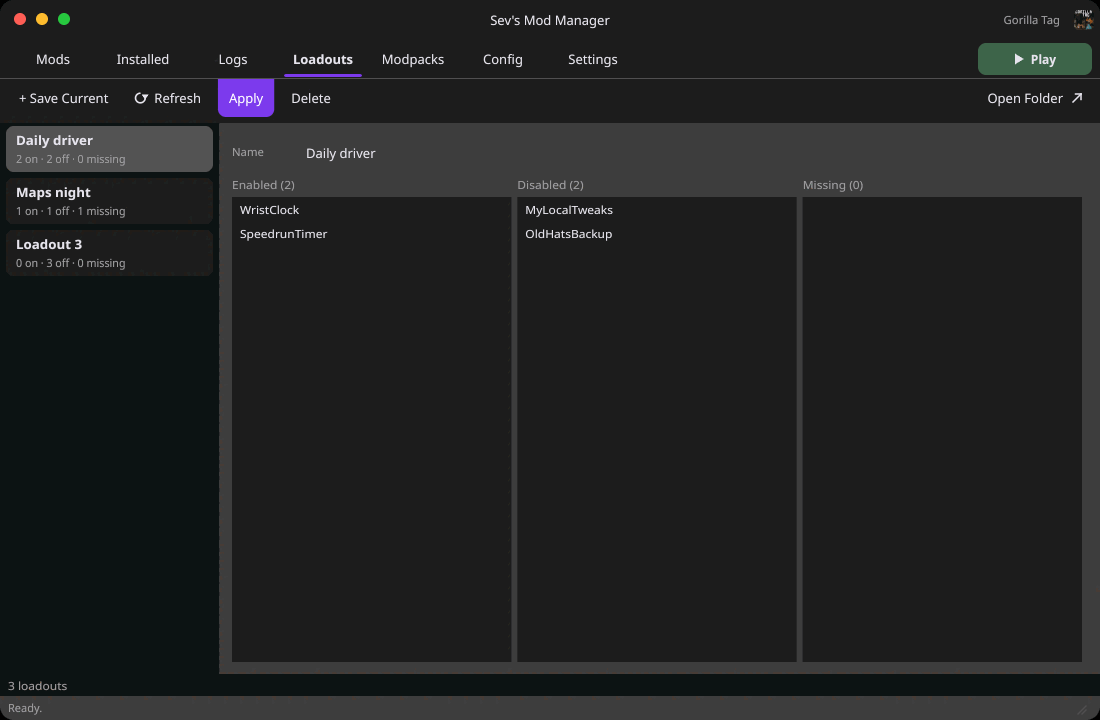 Sev's Mod Manager
Gorilla Tag
Mods
Installed
Logs
Loadouts
Modpacks
Config
Settings
Play
+ Save Current
Refresh
Apply
Delete
Open Folder
Daily driver
2 on · 2 off · 0 missing
Maps night
1 on · 1 off · 1 missing
Loadout 3
0 on · 3 off · 0 missing
Name
Daily driver
Enabled (2)
WristClock
SpeedrunTimer
Disabled (2)
MyLocalTweaks
OldHatsBackup
Missing (0)
3 loadouts
Ready.